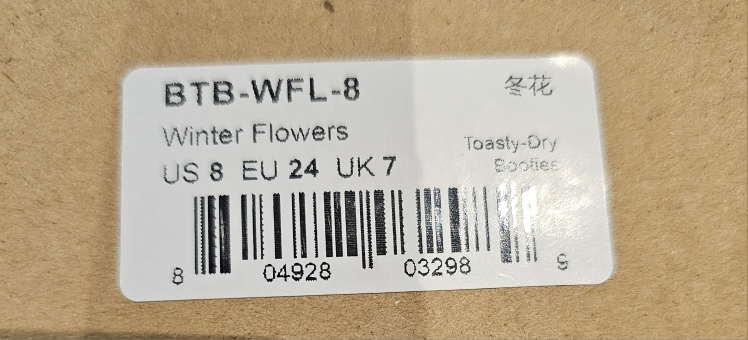 BTB-WFL-8 冬花
Winter Flowers
Toasty-Dry
US 8 EU 24 UK 7
Booties
8 04928 03298 9